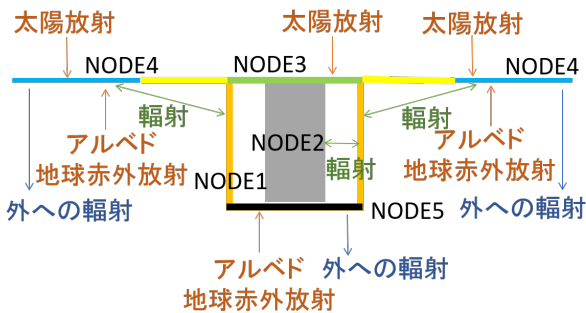 太陽放射
太陽放射
太陽放射
NODE4
NODE3
NODE4
輻射
輻射
アルベド
地球赤外放射
NODE2
輻射
アルベド
地球赤外放射
NODE1
外への輻射
NODE5
外への輻射
アルベド
地球赤外放射
外への輻射